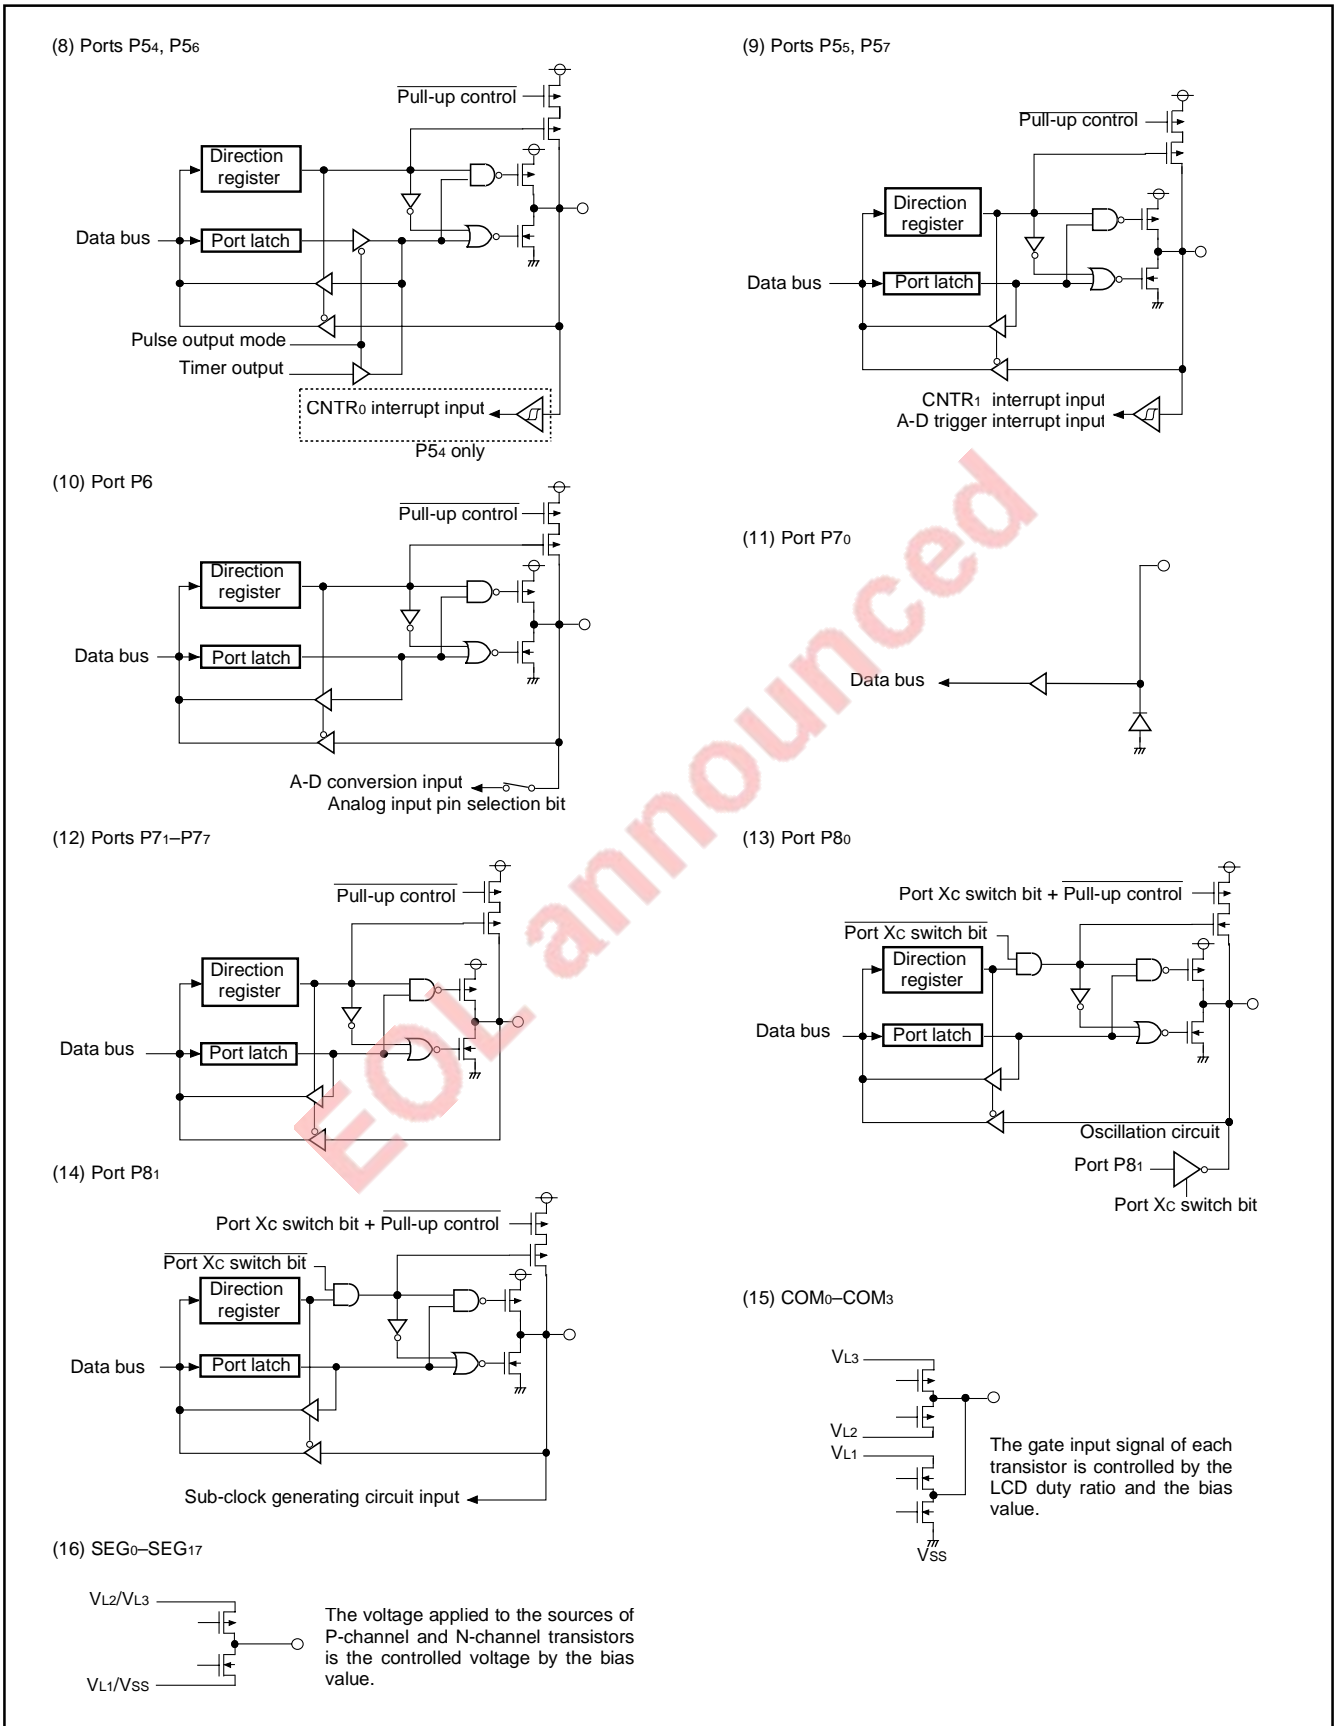 (8) Ports P54, P56
Pull-up control
Direction
register
Data bus
Port latch
Pulse output mode
Timer output
CNTR0 interrupt input
P54 only
(9) Ports P55, P57
Pull-up control
Direction
register
Data bus
Port latch
CNTR1 interrupt input
A-D trigger interrupt input
(10) Port P6
Pull-up control
Direction
register
Data bus
Port latch
A-D conversion input
Analog input pin selection bit
(11) Port P70
Data bus
(12) Ports P71–P77
Pull-up control
Direction
register
Data bus
Port latch
(13) Port P80
Port XC switch bit + Pull-up control
Port XC switch bit
Direction
register
Data bus
Port latch
Oscillation circuit
Port P81
Port XC switch bit
(14) Port P81
Port XC switch bit + Pull-up control
Port XC switch bit
Direction
register
Data bus
Port latch
Sub-clock generating circuit input
(15) COM0–COM3
VL3
VL2
VL1
VSS
The gate input signal of each
transistor is controlled by the
LCD duty ratio and the bias
value.
(16) SEG0–SEG17
VL2/VL3
VL1/VSS
The voltage applied to the sources of
P-channel and N-channel transistors
is the controlled voltage by the bias
value.
EOL announced